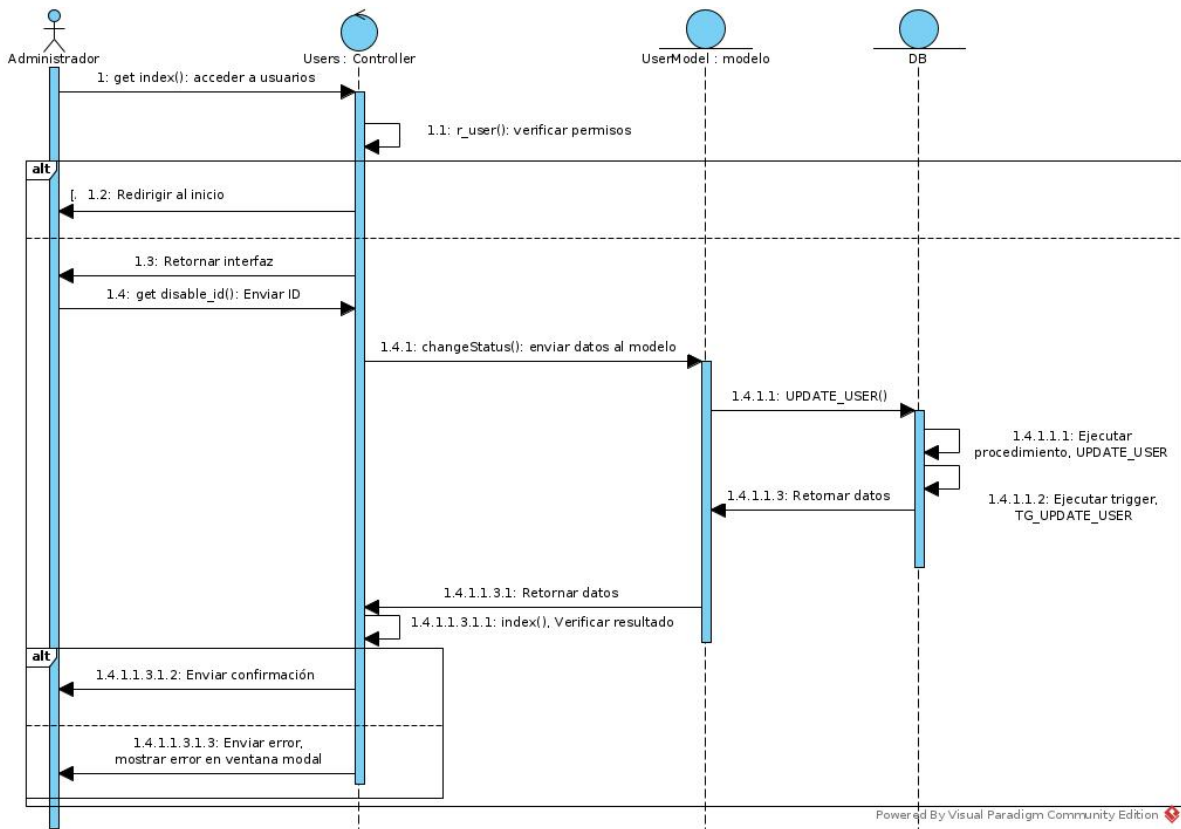 Administrador
Users : Controller
UserModel : modelo
DB
1: get index(): acceder a usuarios
1.1: r_user(): verificar permisos
alt
[. 1.2: Redirigir al inicio
1.3: Retornar interfaz
1.4: get disable_id(): Enviar ID
1.4.1: changeStatus(): enviar datos al modelo
1.4.1.1: UPDATE_USER()
1.4.1.1.1: Ejecutar
procedimiento, UPDATE_USER
1.4.1.1.3: Retornar datos
1.4.1.1.2: Ejecutar trigger,
TG_UPDATE_USER
1.4.1.1.3.1: Retornar datos
1.4.1.1.3.1.1: index(), Verificar resultado
alt
1.4.1.1.3.1.2: Enviar confirmación
1.4.1.1.3.1.3: Enviar error,
mostrar error en ventana modal
Powered By Visual Paradigm Community Edition